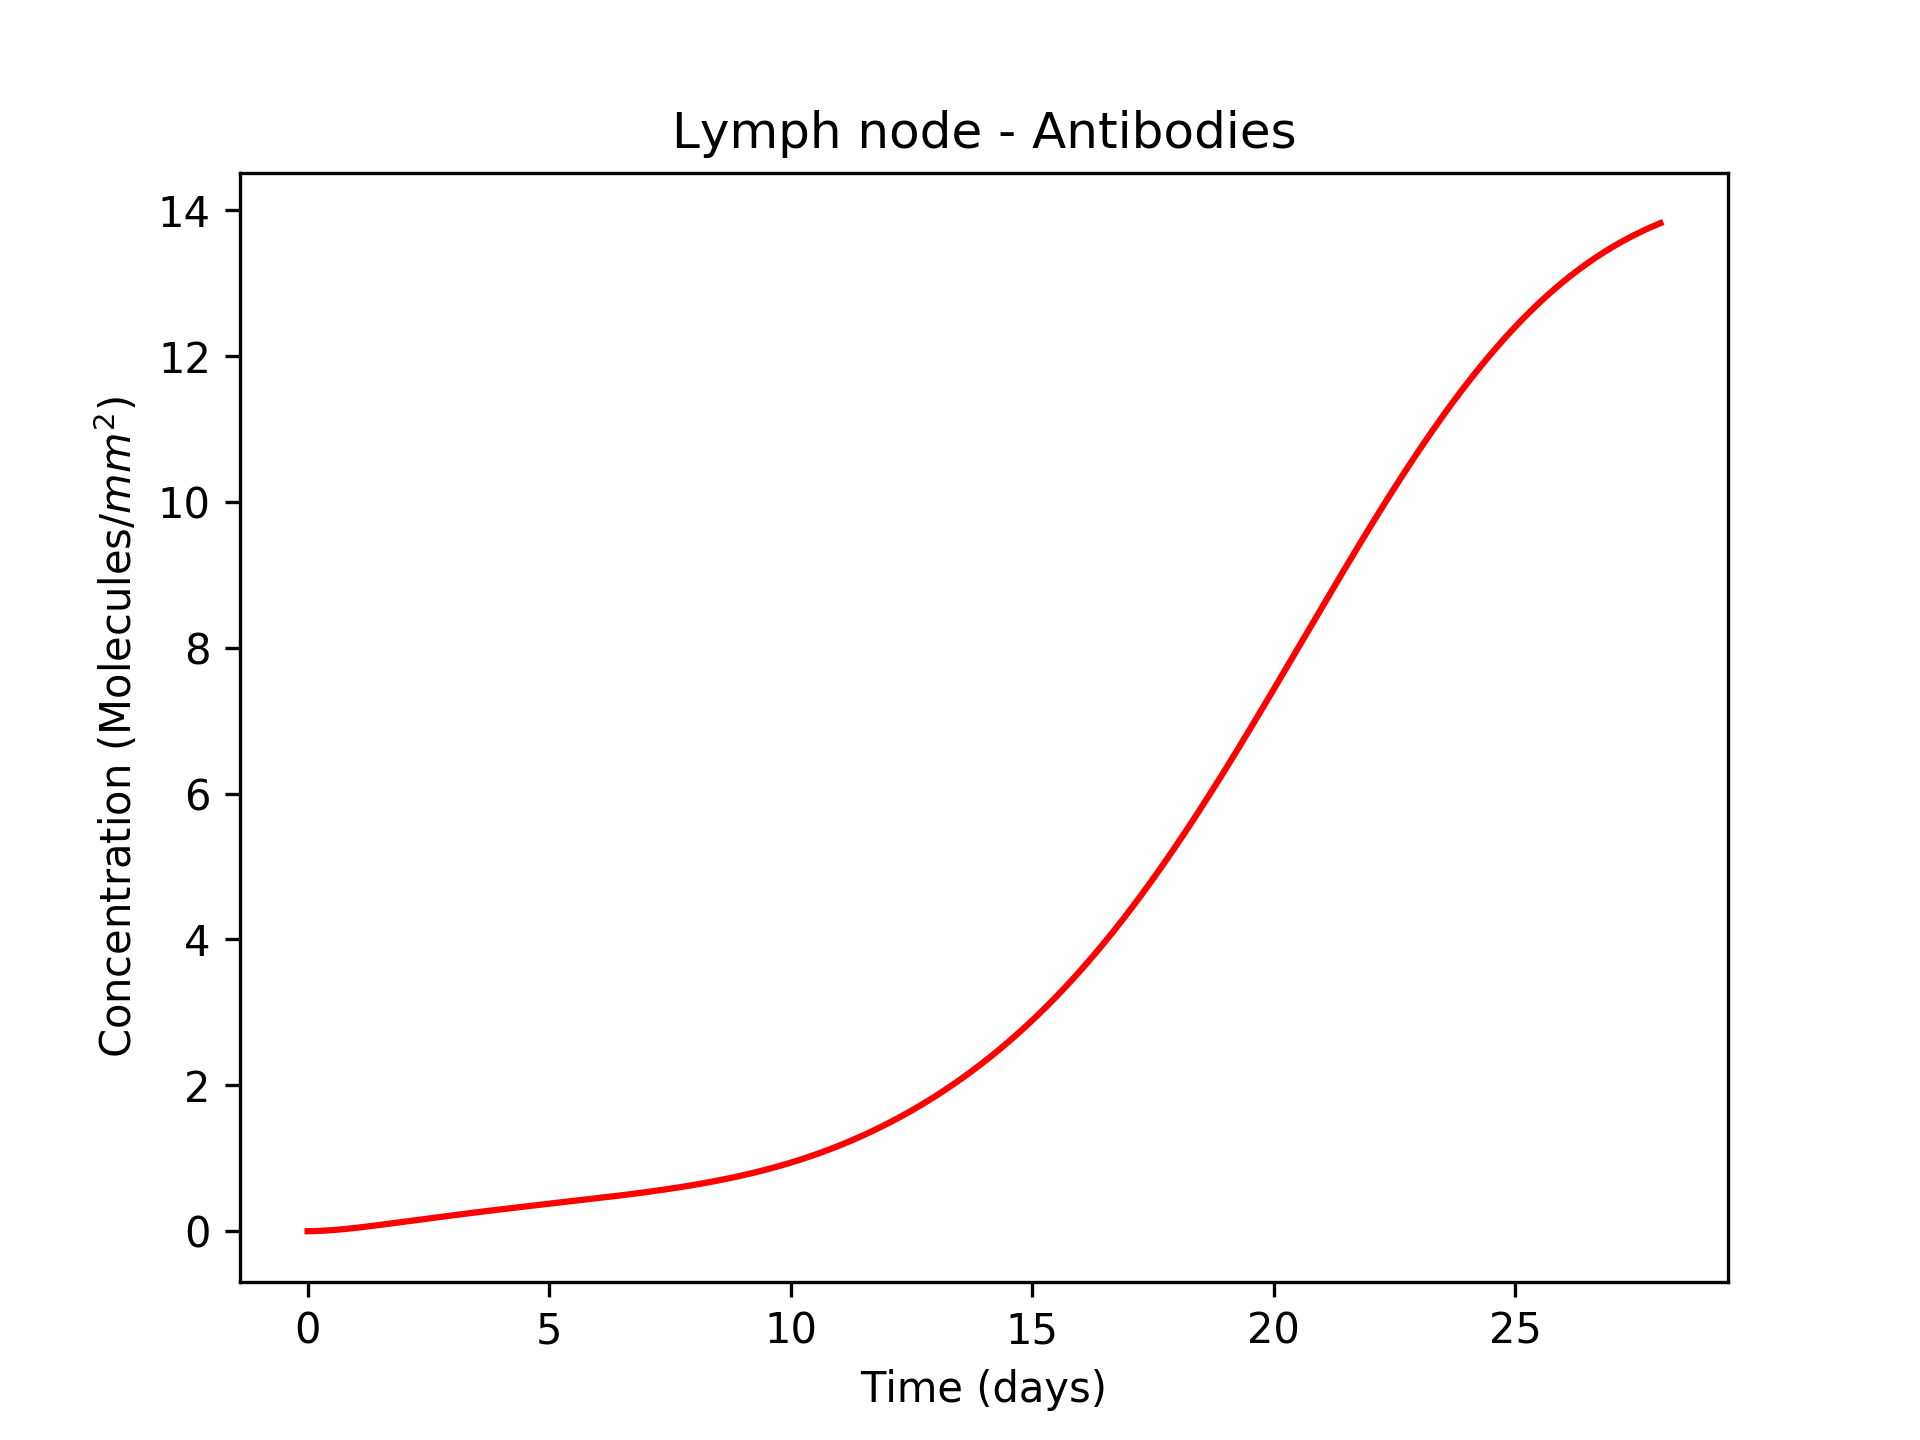 Lymph node - Antibodies
14
12
10
8
6
4
2
0
Concentration (Molecules/mm²)
0 5 10 15 20 25
Time (days)